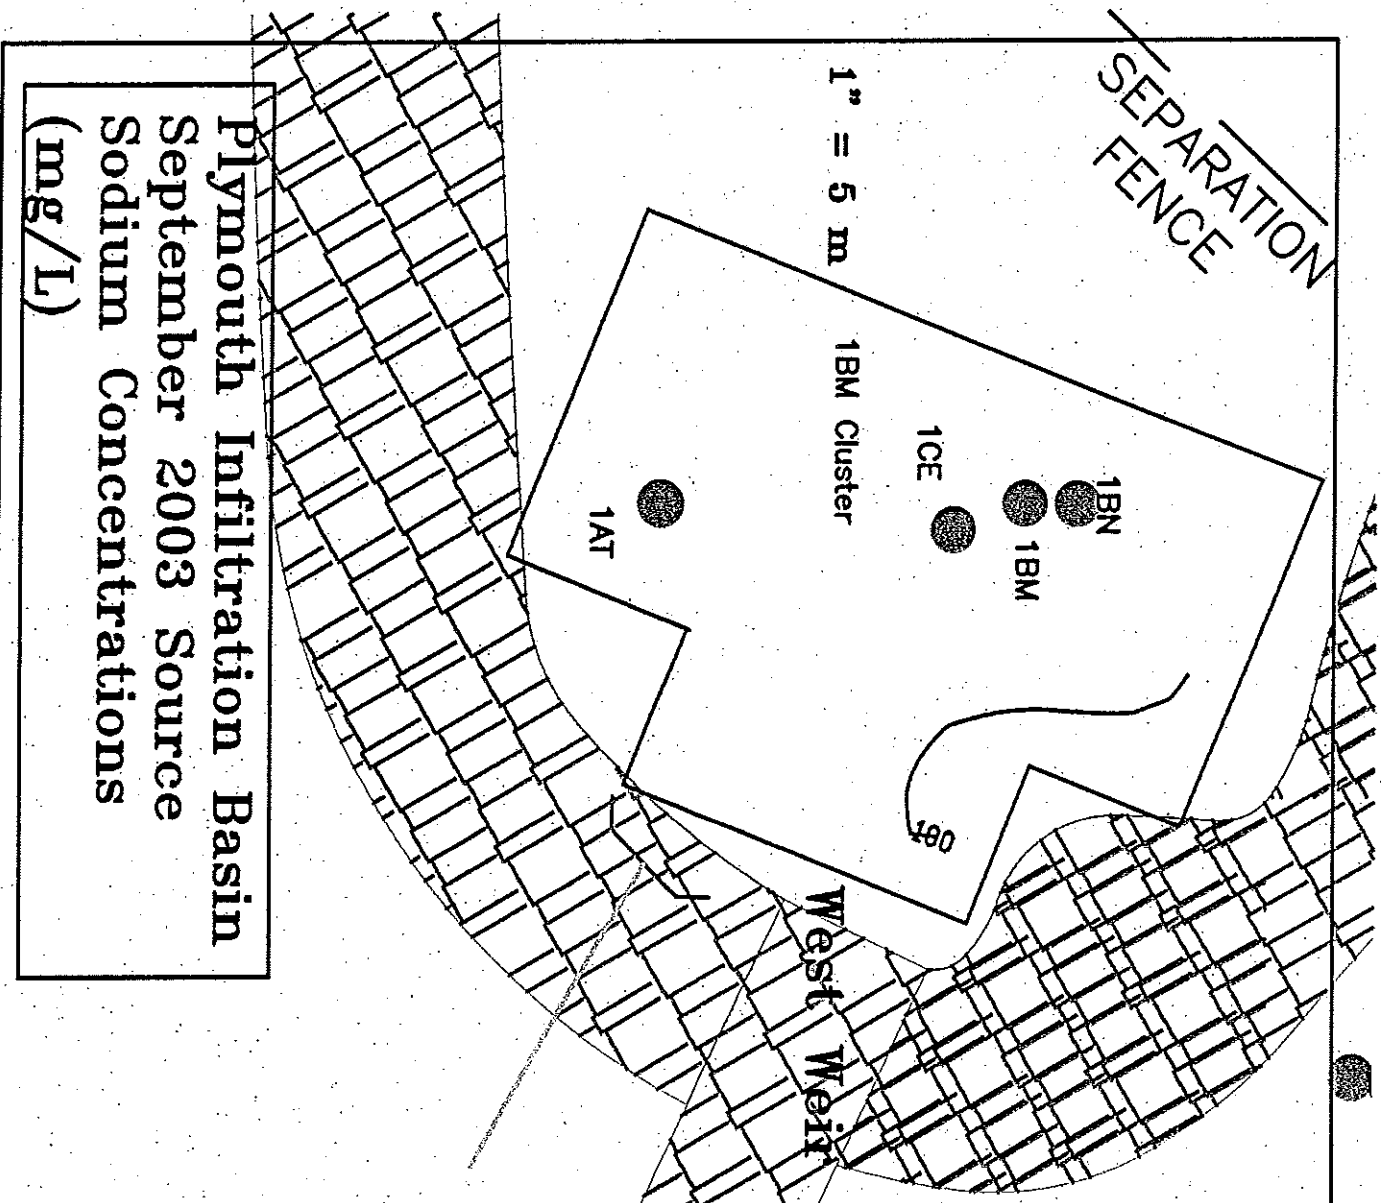 SEPARATION
FENCE
1" = 5 m
1BN
1BM
1CE
1BM Cluster
1AT
180
West Weir
Plymouth Infiltration Basin
September 2003 Source
Sodium Concentrations
(mg/L)